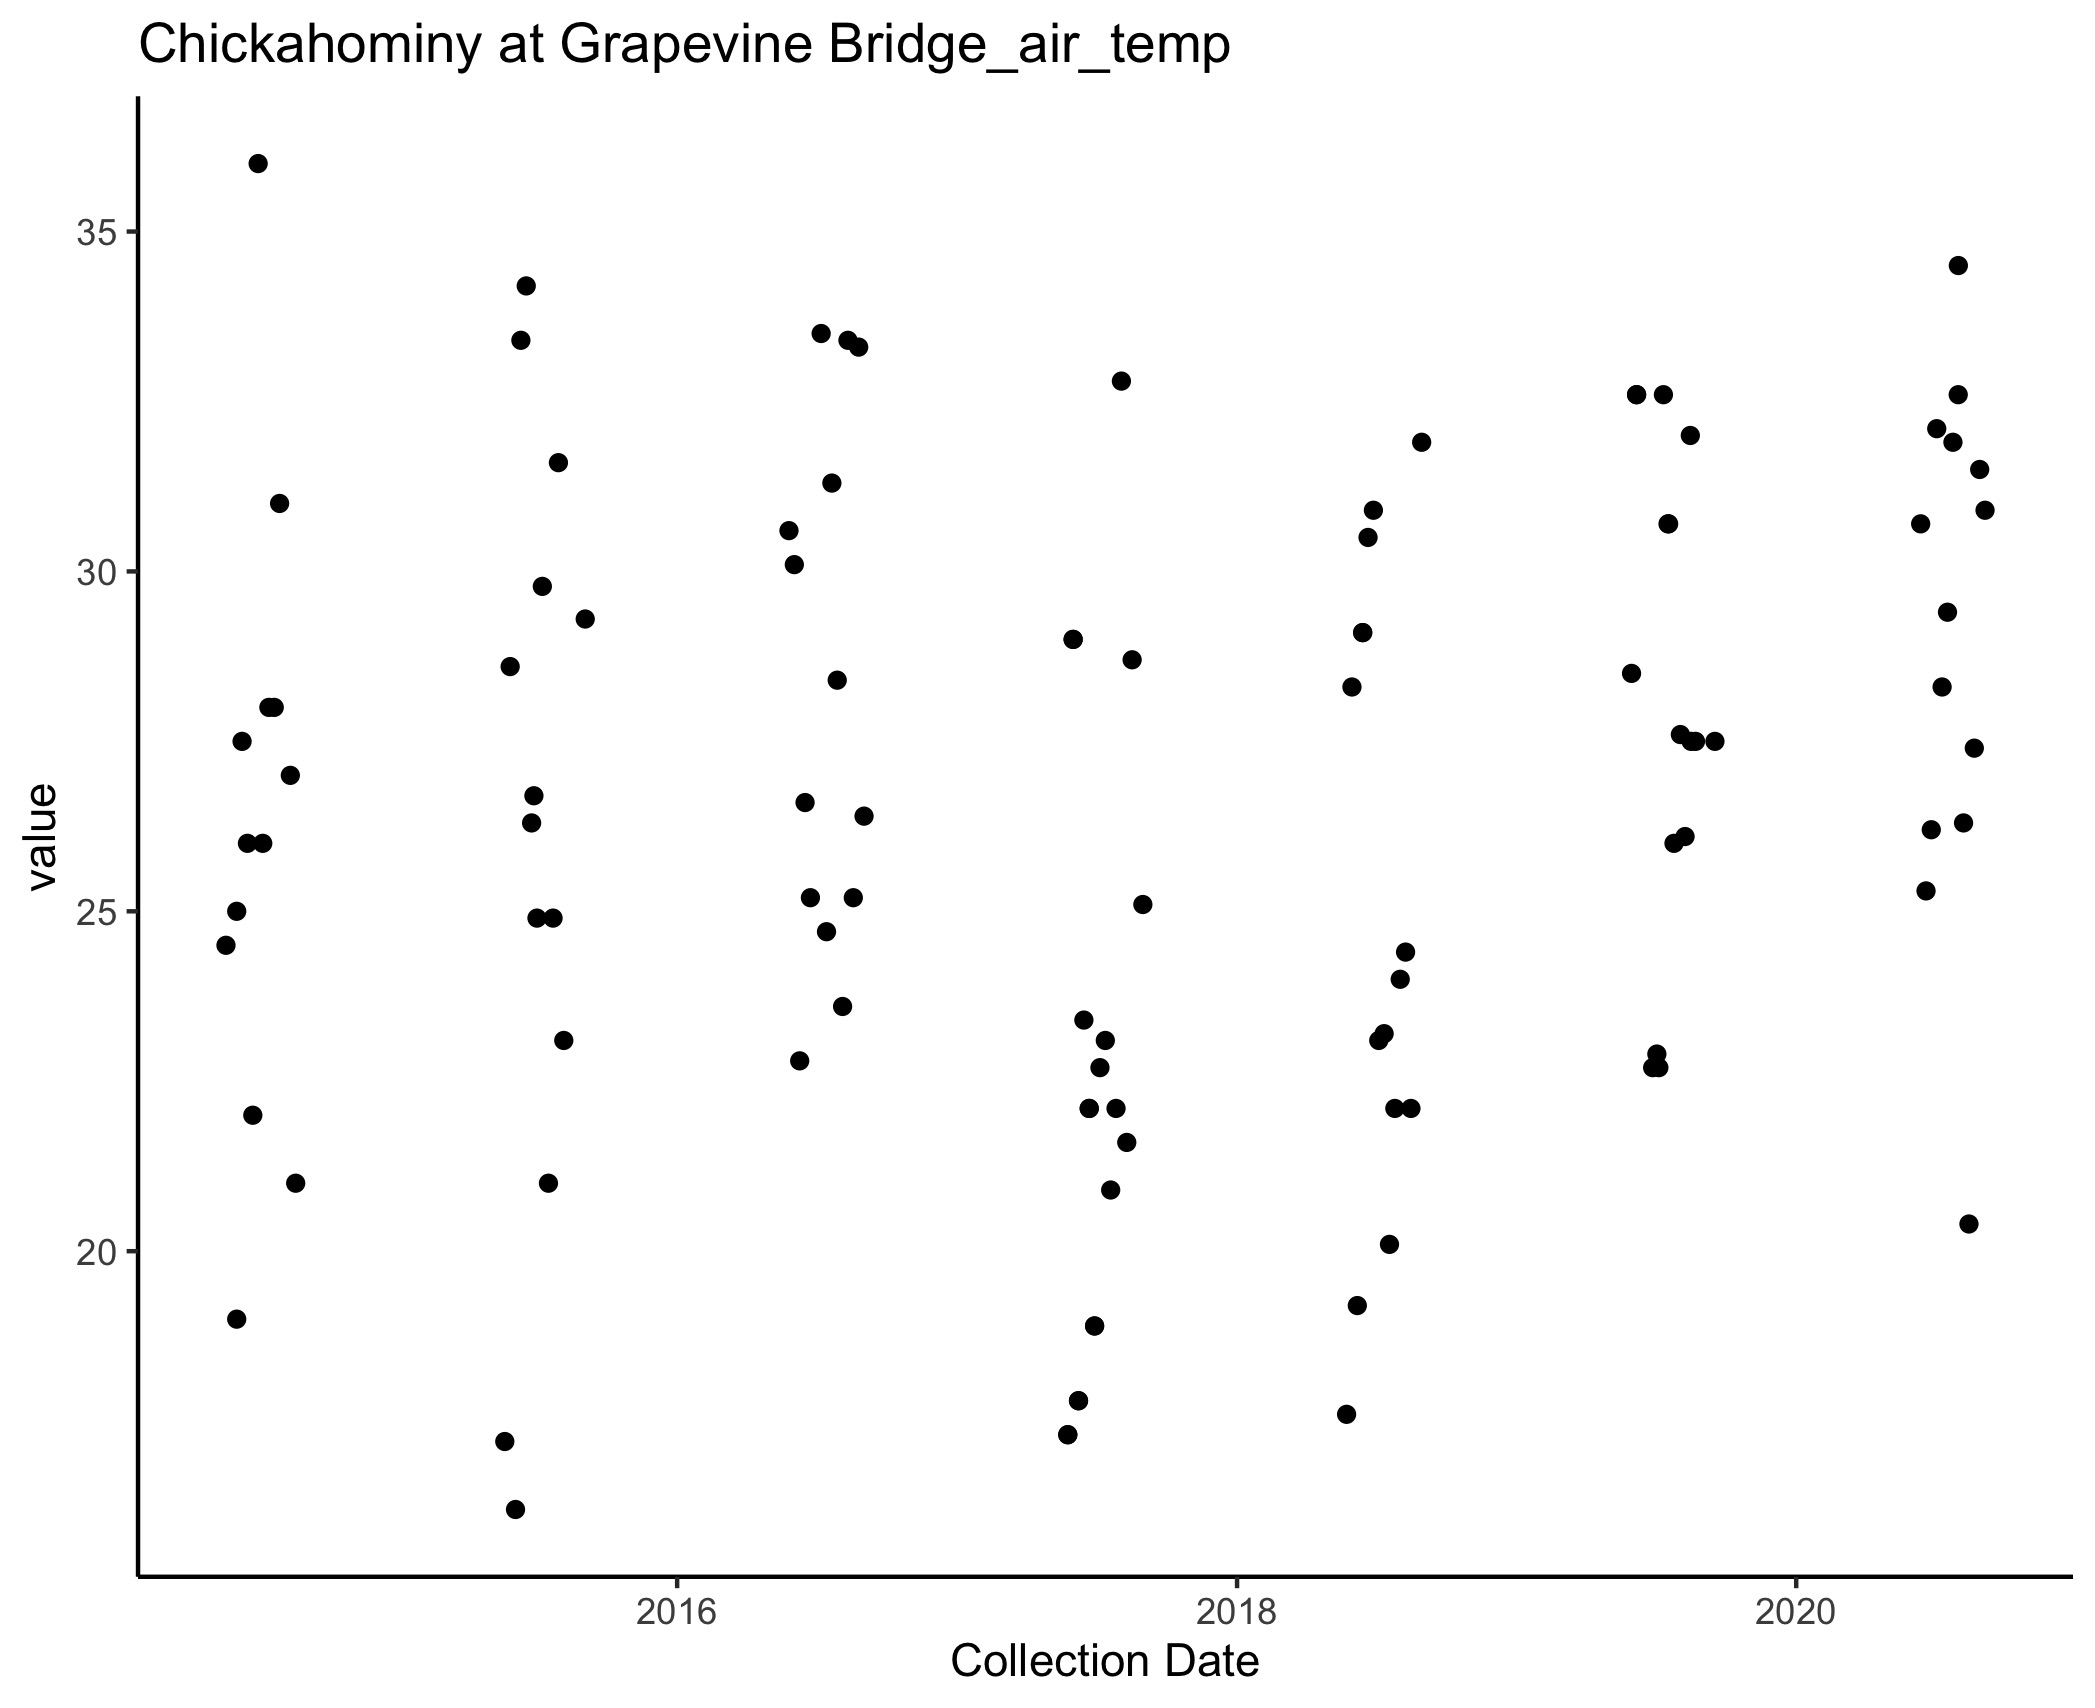 Chickahominy at Grapevine Bridge_air_temp
35
30
25
20
value
2016 2018 2020
Collection Date